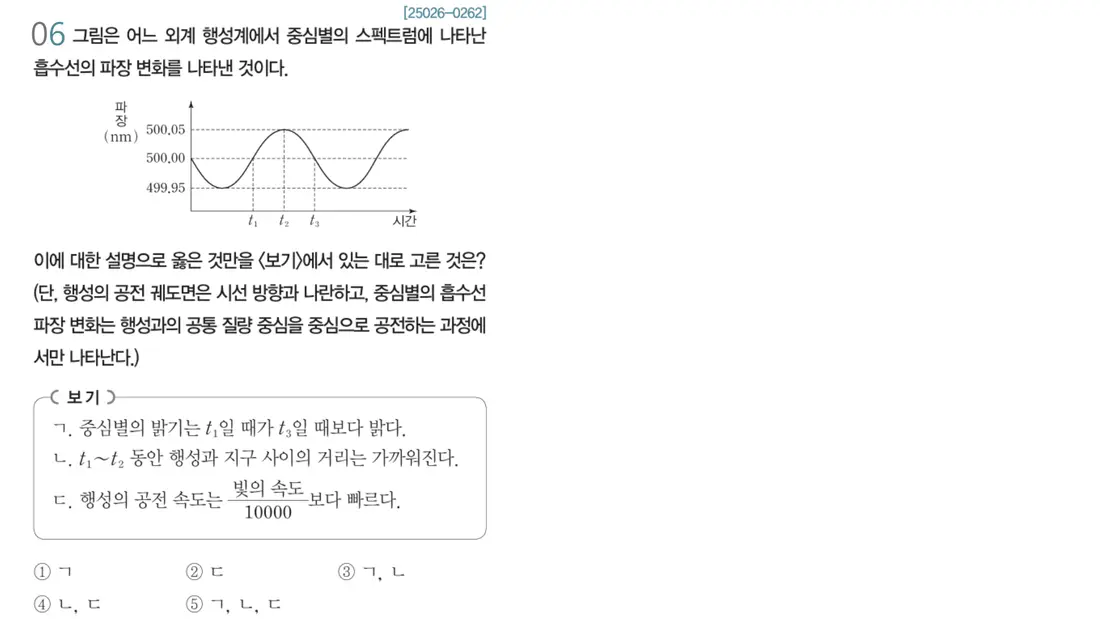 [25026-0262]
06 그림은 어느 외계 행성계에서 중심별의 스펙트럼에 나타난
흡수선의 파장 변화를 나타낸 것이다.
파장
(nm)
500.05
500.00
499.95
t₁ t₂ t₃ 시간
이에 대한 설명으로 옳은 것만을 〈보기〉에서 있는 대로 고른 것은?
(단, 행성의 공전 궤도면은 시선 방향과 나란하고, 중심별의 흡수선
파장 변화는 행성과의 공통 질량 중심을 중심으로 공전하는 과정에
서만 나타난다.)
보기
ㄱ. 중심별의 밝기는 t₁일 때가 t₃일 때보다 밝다.
ㄴ. t₁~t₂ 동안 행성과 지구 사이의 거리는 가까워진다.
ㄷ. 행성의 공전 속도는 빛의 속도/10000 보다 빠르다.
① ㄱ ② ㄷ ③ ㄱ, ㄴ
④ ㄴ, ㄷ ⑤ ㄱ, ㄴ, ㄷ